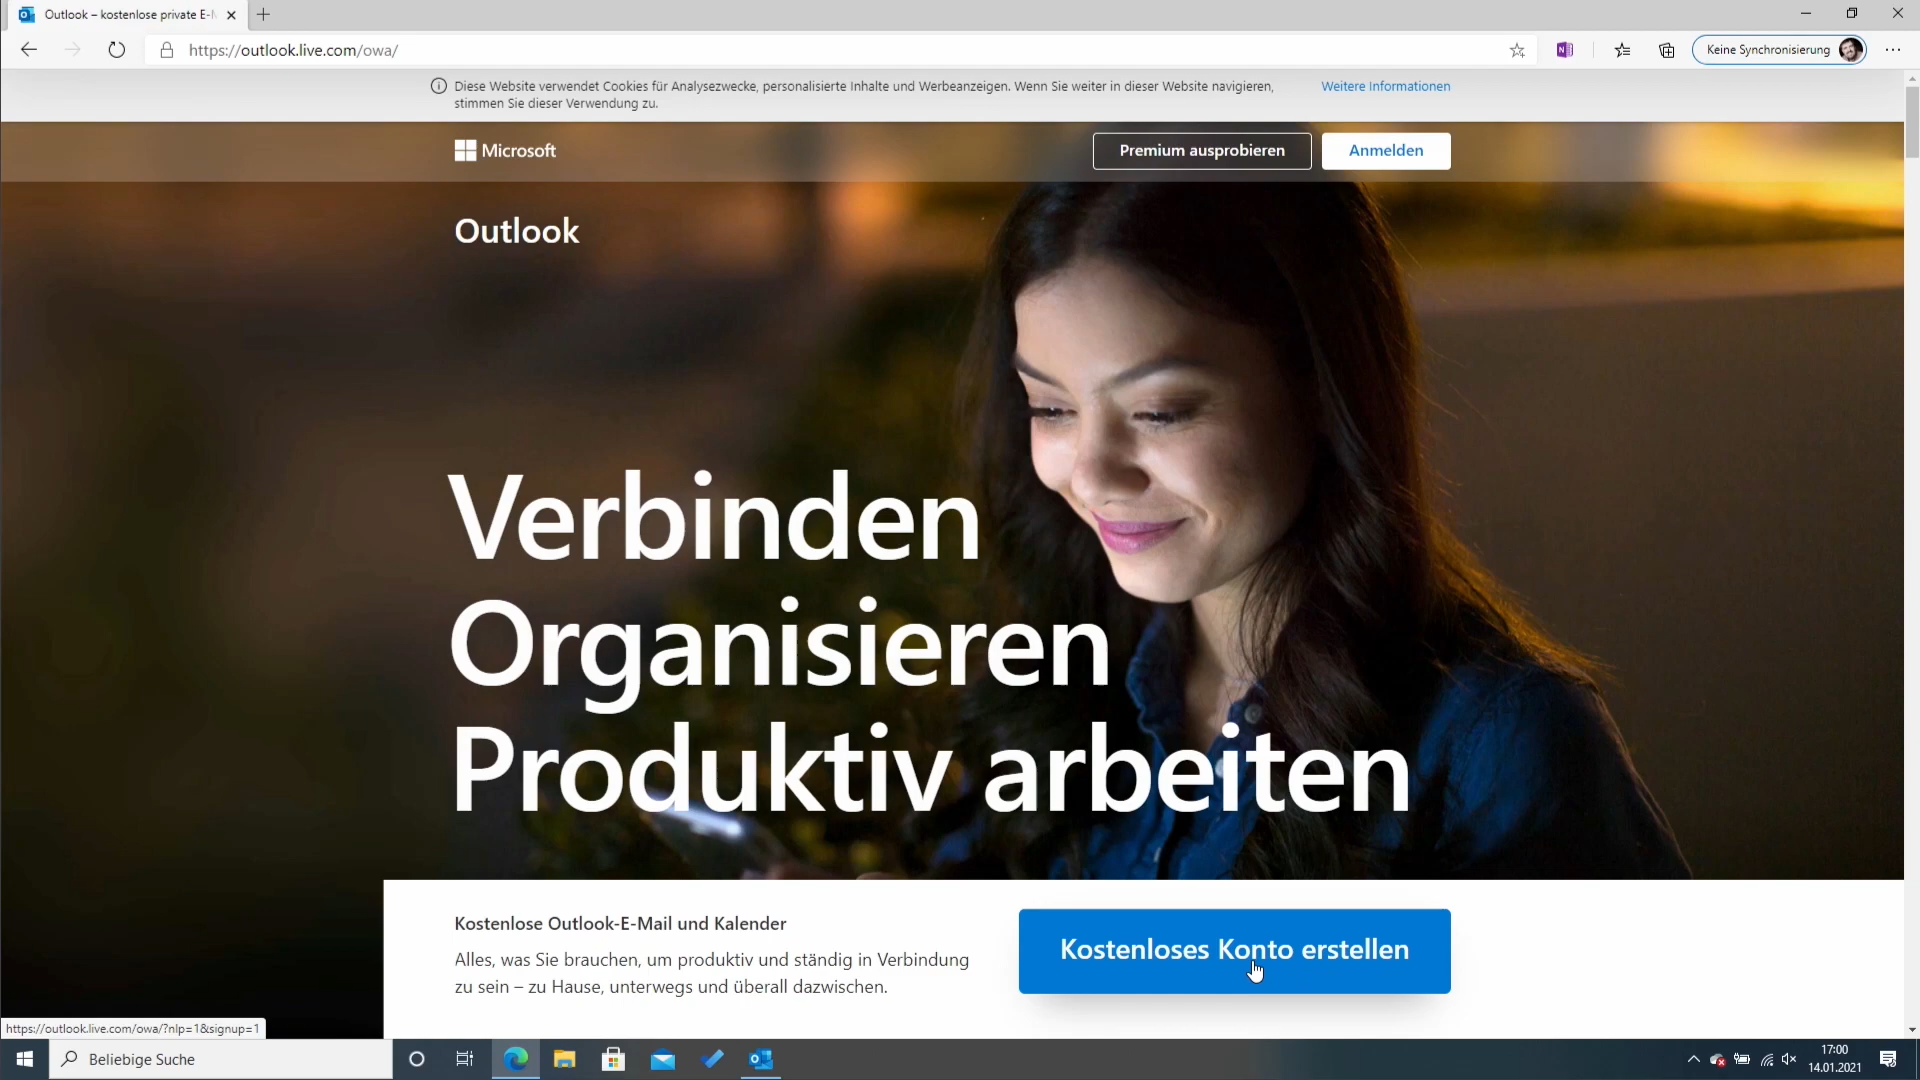 Outlook – kostenlose private E-
https://outlook.live.com/owa/
Keine Synchronisierung
Diese Website verwendet Cookies für Analysezwecke, personalisierte Inhalte und Werbeanzeigen. Wenn Sie weiter in dieser Website navigieren,
stimmen Sie dieser Verwendung zu.
Weitere Informationen
Microsoft
Premium ausprobieren
Anmelden
Outlook
Verbinden
Organisieren
Produktiv arbeiten
Kostenlose Outlook-E-Mail und Kalender
Alles, was Sie brauchen, um produktiv und ständig in Verbindung
zu sein – zu Hause, unterwegs und überall dazwischen.
Kostenloses Konto erstellen
https://outlook.live.com/owa/?nlp=1&signup=1
Beliebige Suche
17:00
14.01.2021